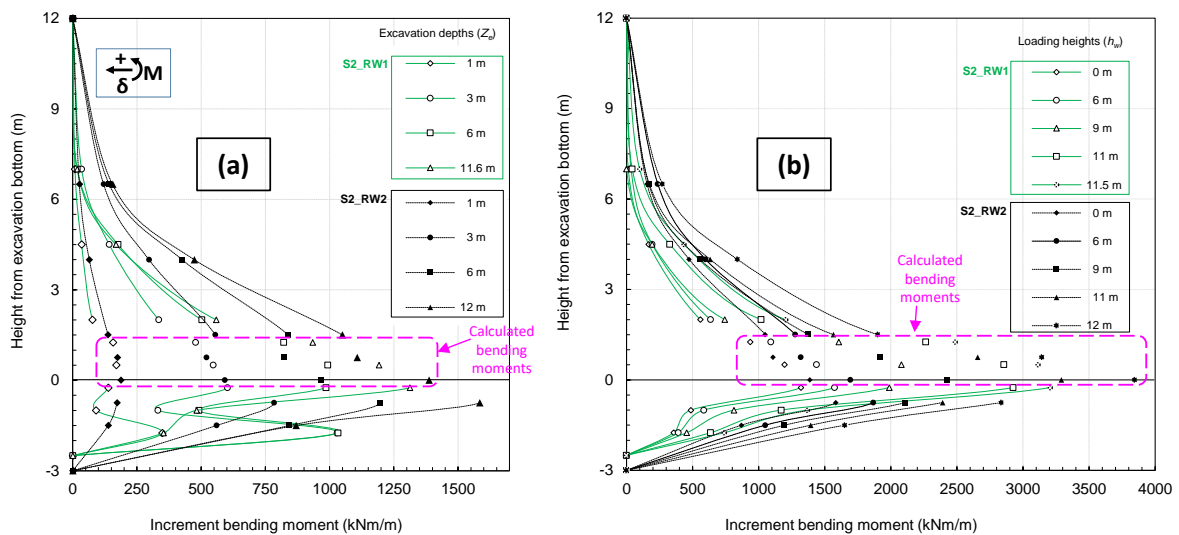 Excavation depths (Zₑ)
S2_RW1
1 m
3 m
6 m
11.6 m
S2_RW2
1 m
3 m
6 m
12 m
+
δ
M
(a)
Calculated
bending
moments
12
9
6
3
0
-3
Height from excavation bottom (m)
0
250
500
750
1000
1250
1500
Increment bending moment (kNm/m)
Loading heights (h_w)
S2_RW1
0 m
6 m
9 m
11 m
11.5 m
S2_RW2
0 m
6 m
9 m
11 m
12 m
(b)
Calculated
bending
moments
12
9
6
3
0
-3
Height from excavation bottom (m)
0
500
1000
1500
2000
2500
3000
3500
4000
Increment bending moment (kNm/m)